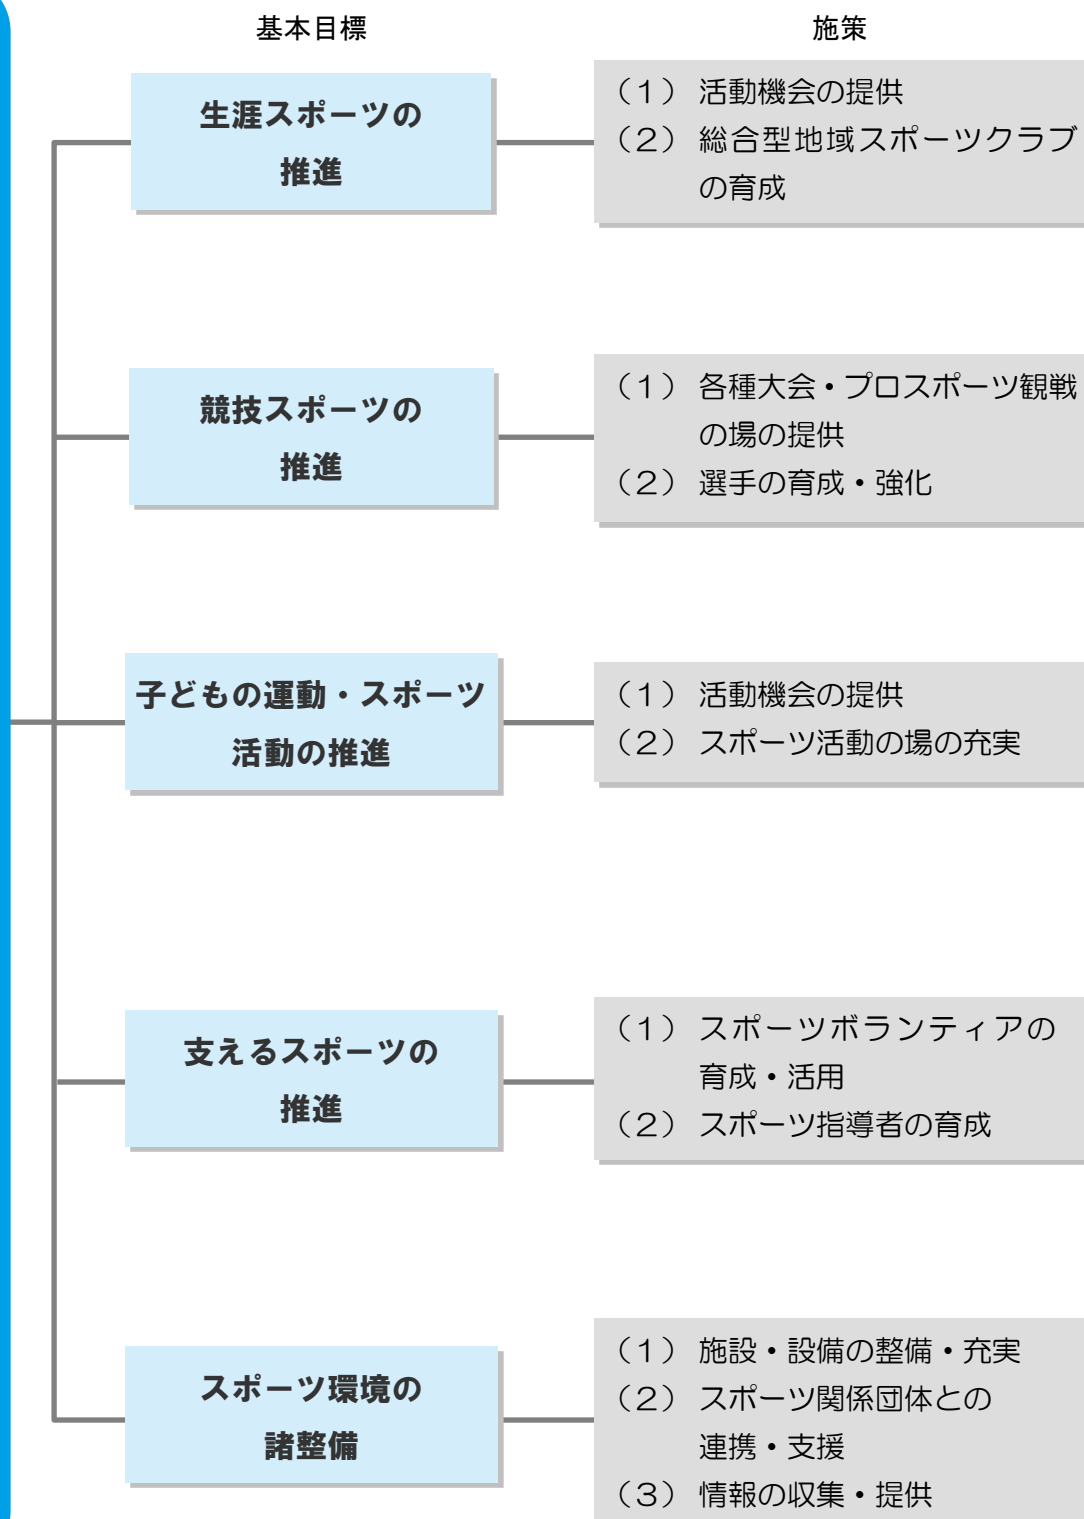 基本目標
施策
生涯スポーツの
推進
（１） 活動機会の提供
（２） 総合型地域スポーツクラブ
の育成
競技スポーツの
推進
（１） 各種大会・プロスポーツ観戦
の場の提供
（２） 選手の育成・強化
子どもの運動・スポーツ
活動の推進
（１） 活動機会の提供
（２） スポーツ活動の場の充実
支えるスポーツの
推進
（１） スポーツボランティアの
育成・活用
（２） スポーツ指導者の育成
スポーツ環境の
諸整備
（１） 施設・設備の整備・充実
（２） スポーツ関係団体との
連携・支援
（３） 情報の収集・提供